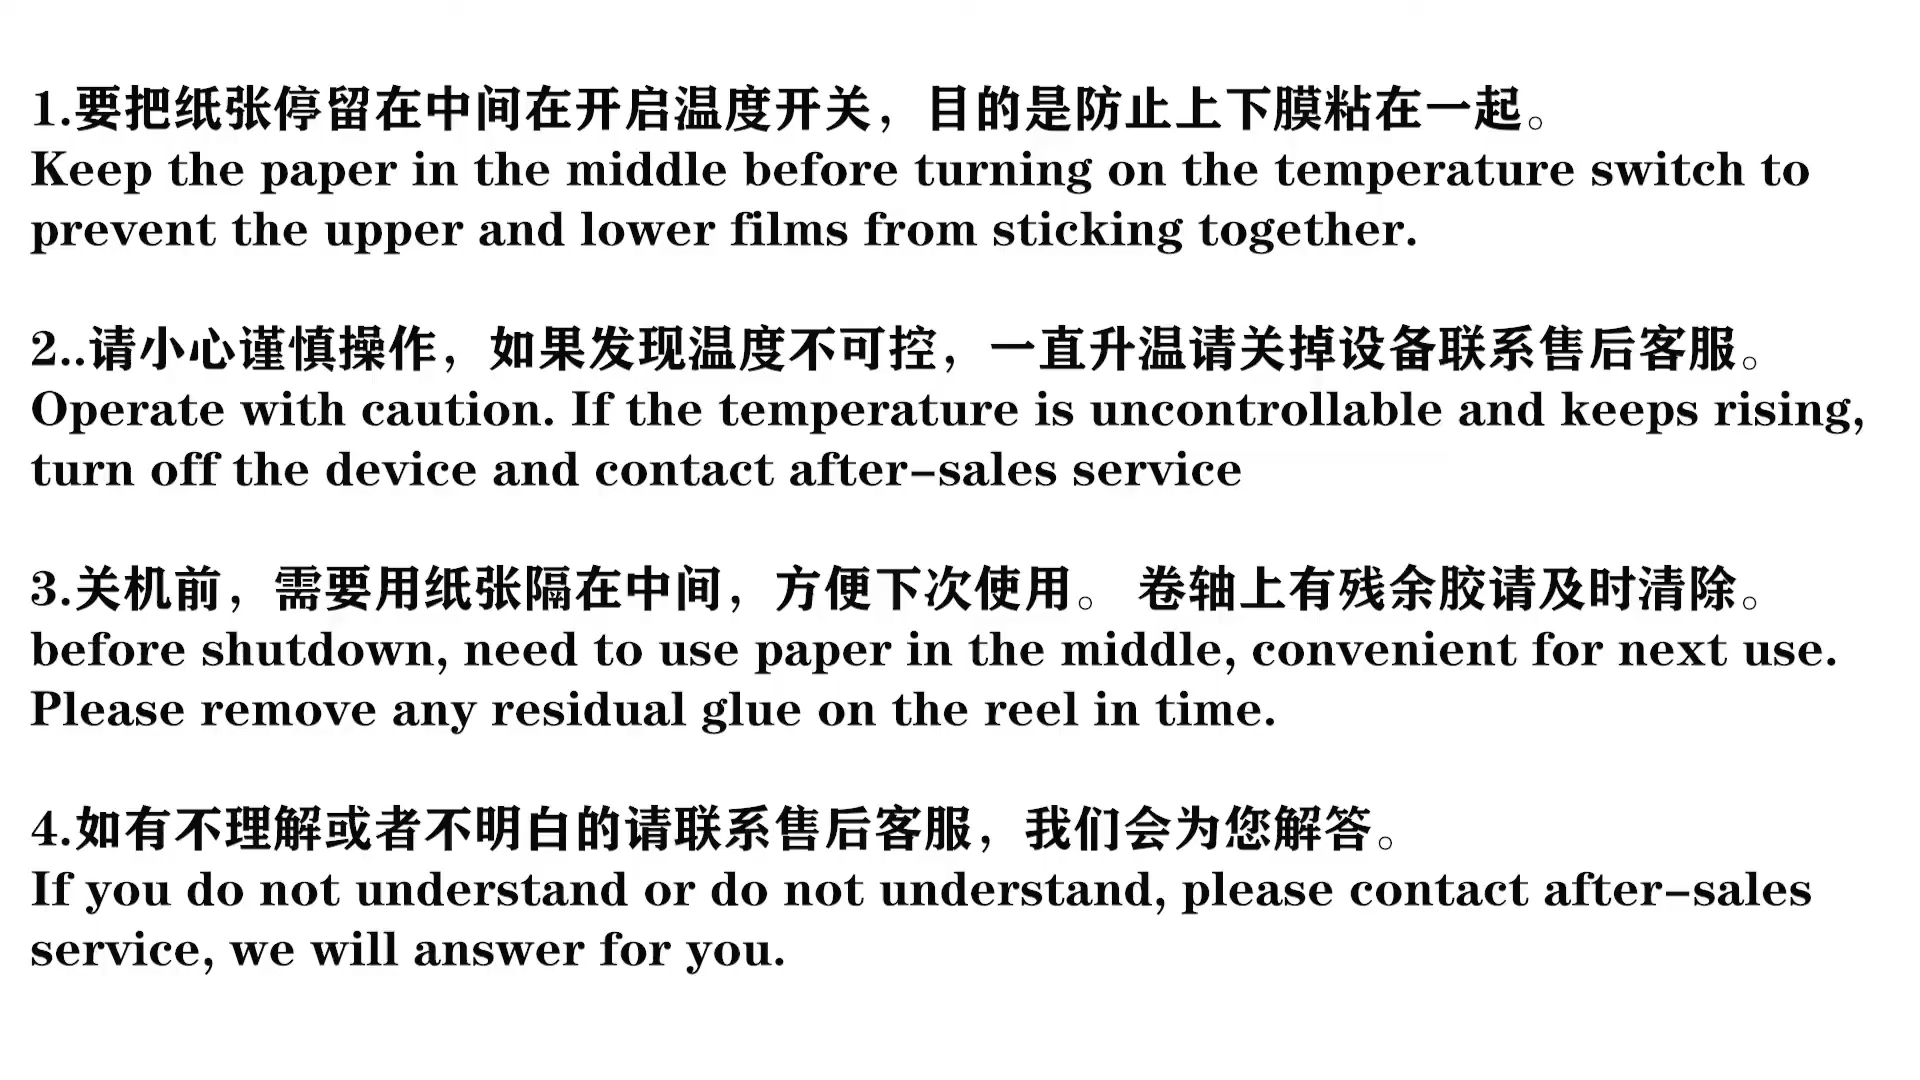 1.要把纸张停留在中间在开启温度开关，目的是防止上下膜粘在一起。
Keep the paper in the middle before turning on the temperature switch to
prevent the upper and lower films from sticking together.
2..请小心谨慎操作，如果发现温度不可控，一直升温请关掉设备联系售后客服。
Operate with caution. If the temperature is uncontrollable and keeps rising,
turn off the device and contact after-sales service
3.关机前，需要用纸张隔在中间，方便下次使用。 卷轴上有残余胶请及时清除。
before shutdown, need to use paper in the middle, convenient for next use.
Please remove any residual glue on the reel in time.
4.如有不理解或者不明白的请联系售后客服，我们会为您解答。
If you do not understand or do not understand, please contact after-sales
service, we will answer for you.